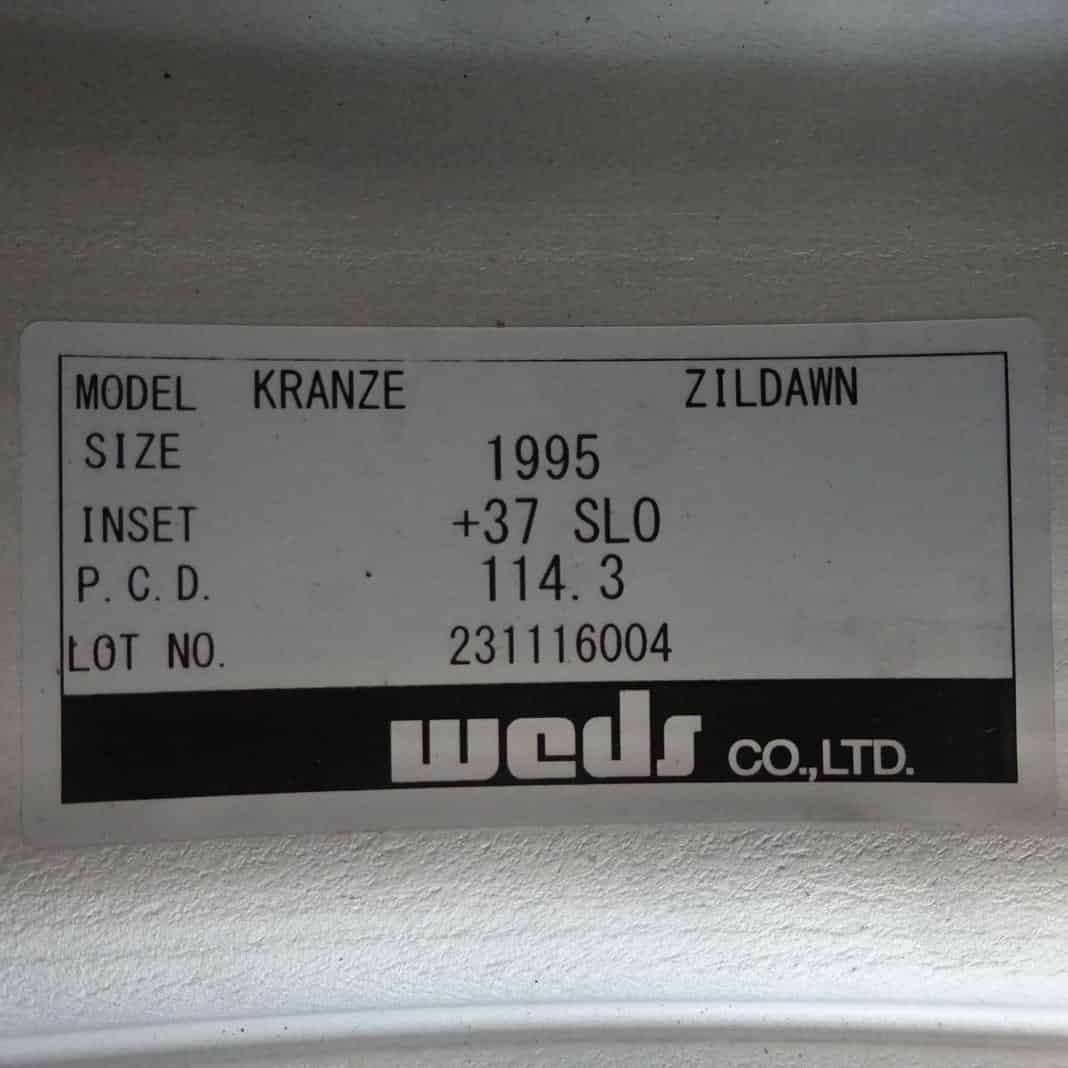 MODEL KRANZE ZILDAWN
SIZE 1995
INSET +37 SLO
P.C.D. 114.3
LOT NO. 231116004
weds CO.,LTD.